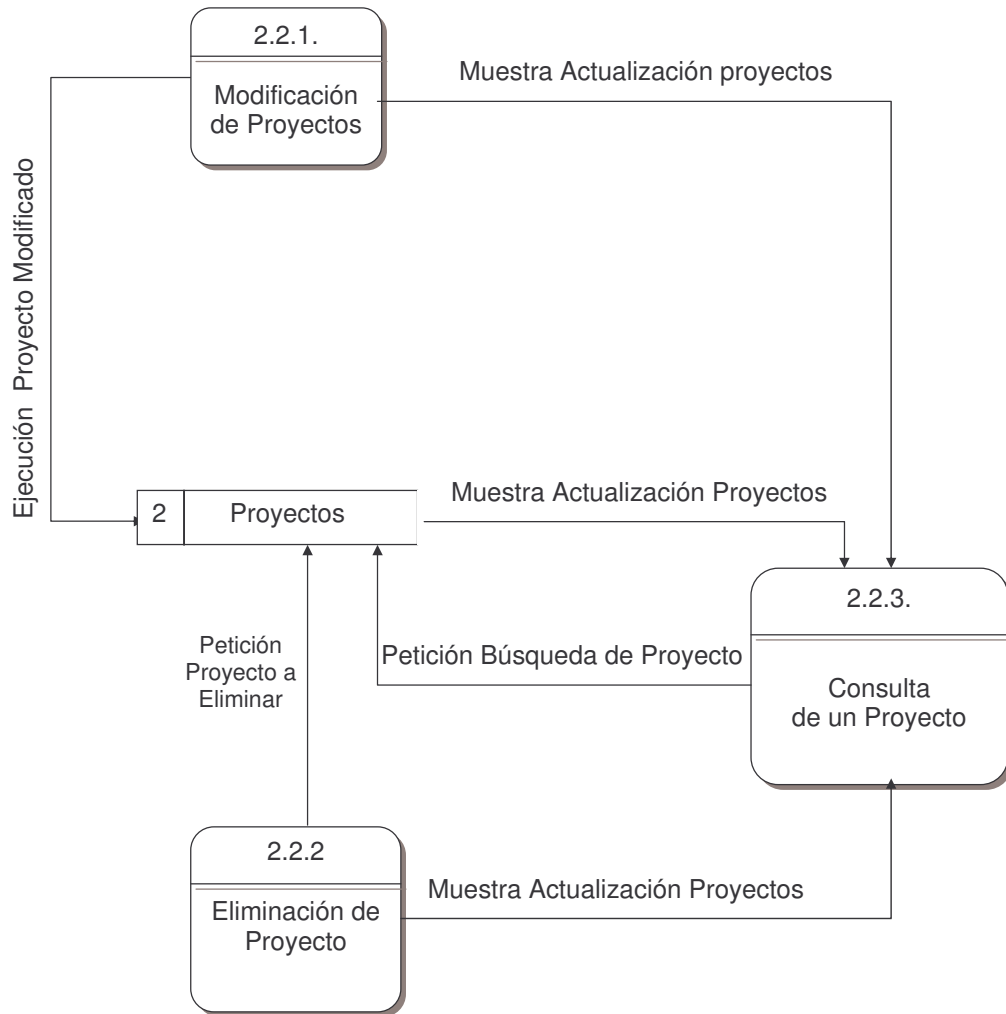 2.2.1.
Modificación
de Proyectos
Muestra Actualización proyectos
Ejecución Proyecto Modificado
2 Proyectos
Muestra Actualización Proyectos
2.2.3.
Consulta
de un Proyecto
Petición Búsqueda de Proyecto
Petición
Proyecto a
Eliminar
2.2.2
Eliminación de
Proyecto
Muestra Actualización Proyectos